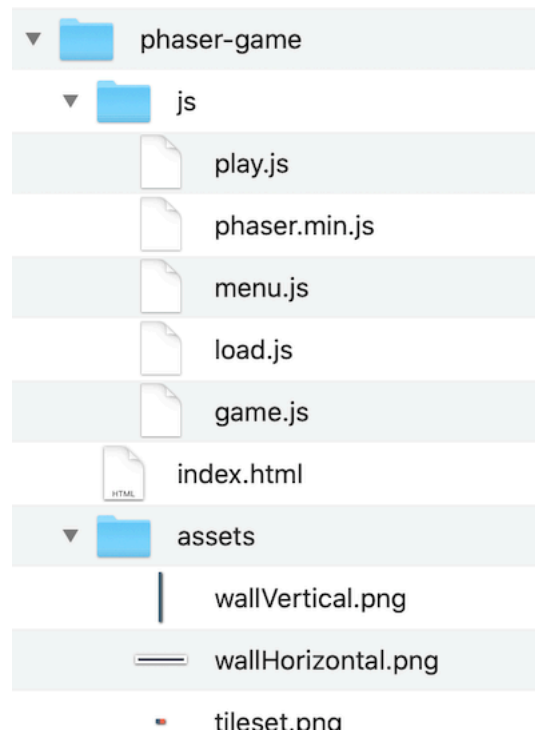 phaser-game
js
play.js
phaser.min.js
menu.js
load.js
game.js
HTML
index.html
assets
wallVertical.png
wallHorizontal.png
tileset.png